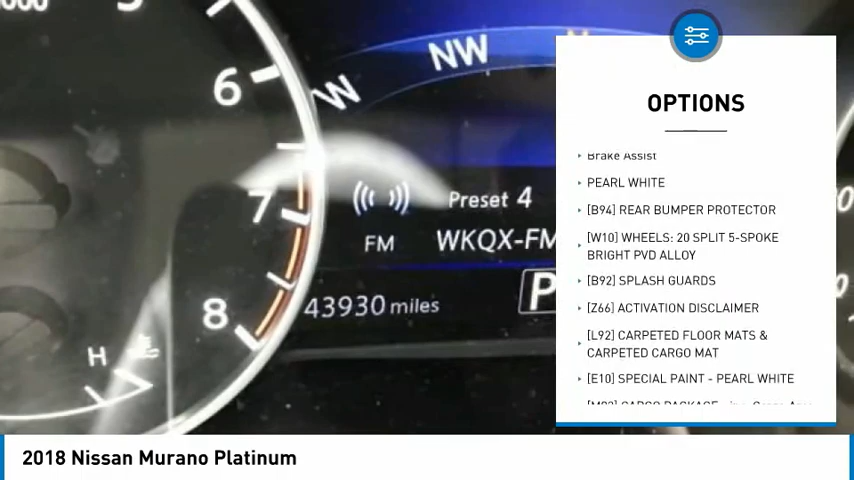 6
7
8
H
W
NW
Preset 4
FM
WKQX-FM
P
43930 miles
OPTIONS
Brake Assist
PEARL WHITE
[B94] REAR BUMPER PROTECTOR
[W10] WHEELS: 20 SPLIT 5-SPOKE
BRIGHT PVD ALLOY
[B92] SPLASH GUARDS
[Z66] ACTIVATION DISCLAIMER
[L92] CARPETED FLOOR MATS &
CARPETED CARGO MAT
[E10] SPECIAL PAINT - PEARL WHITE
2018 Nissan Murano Platinum